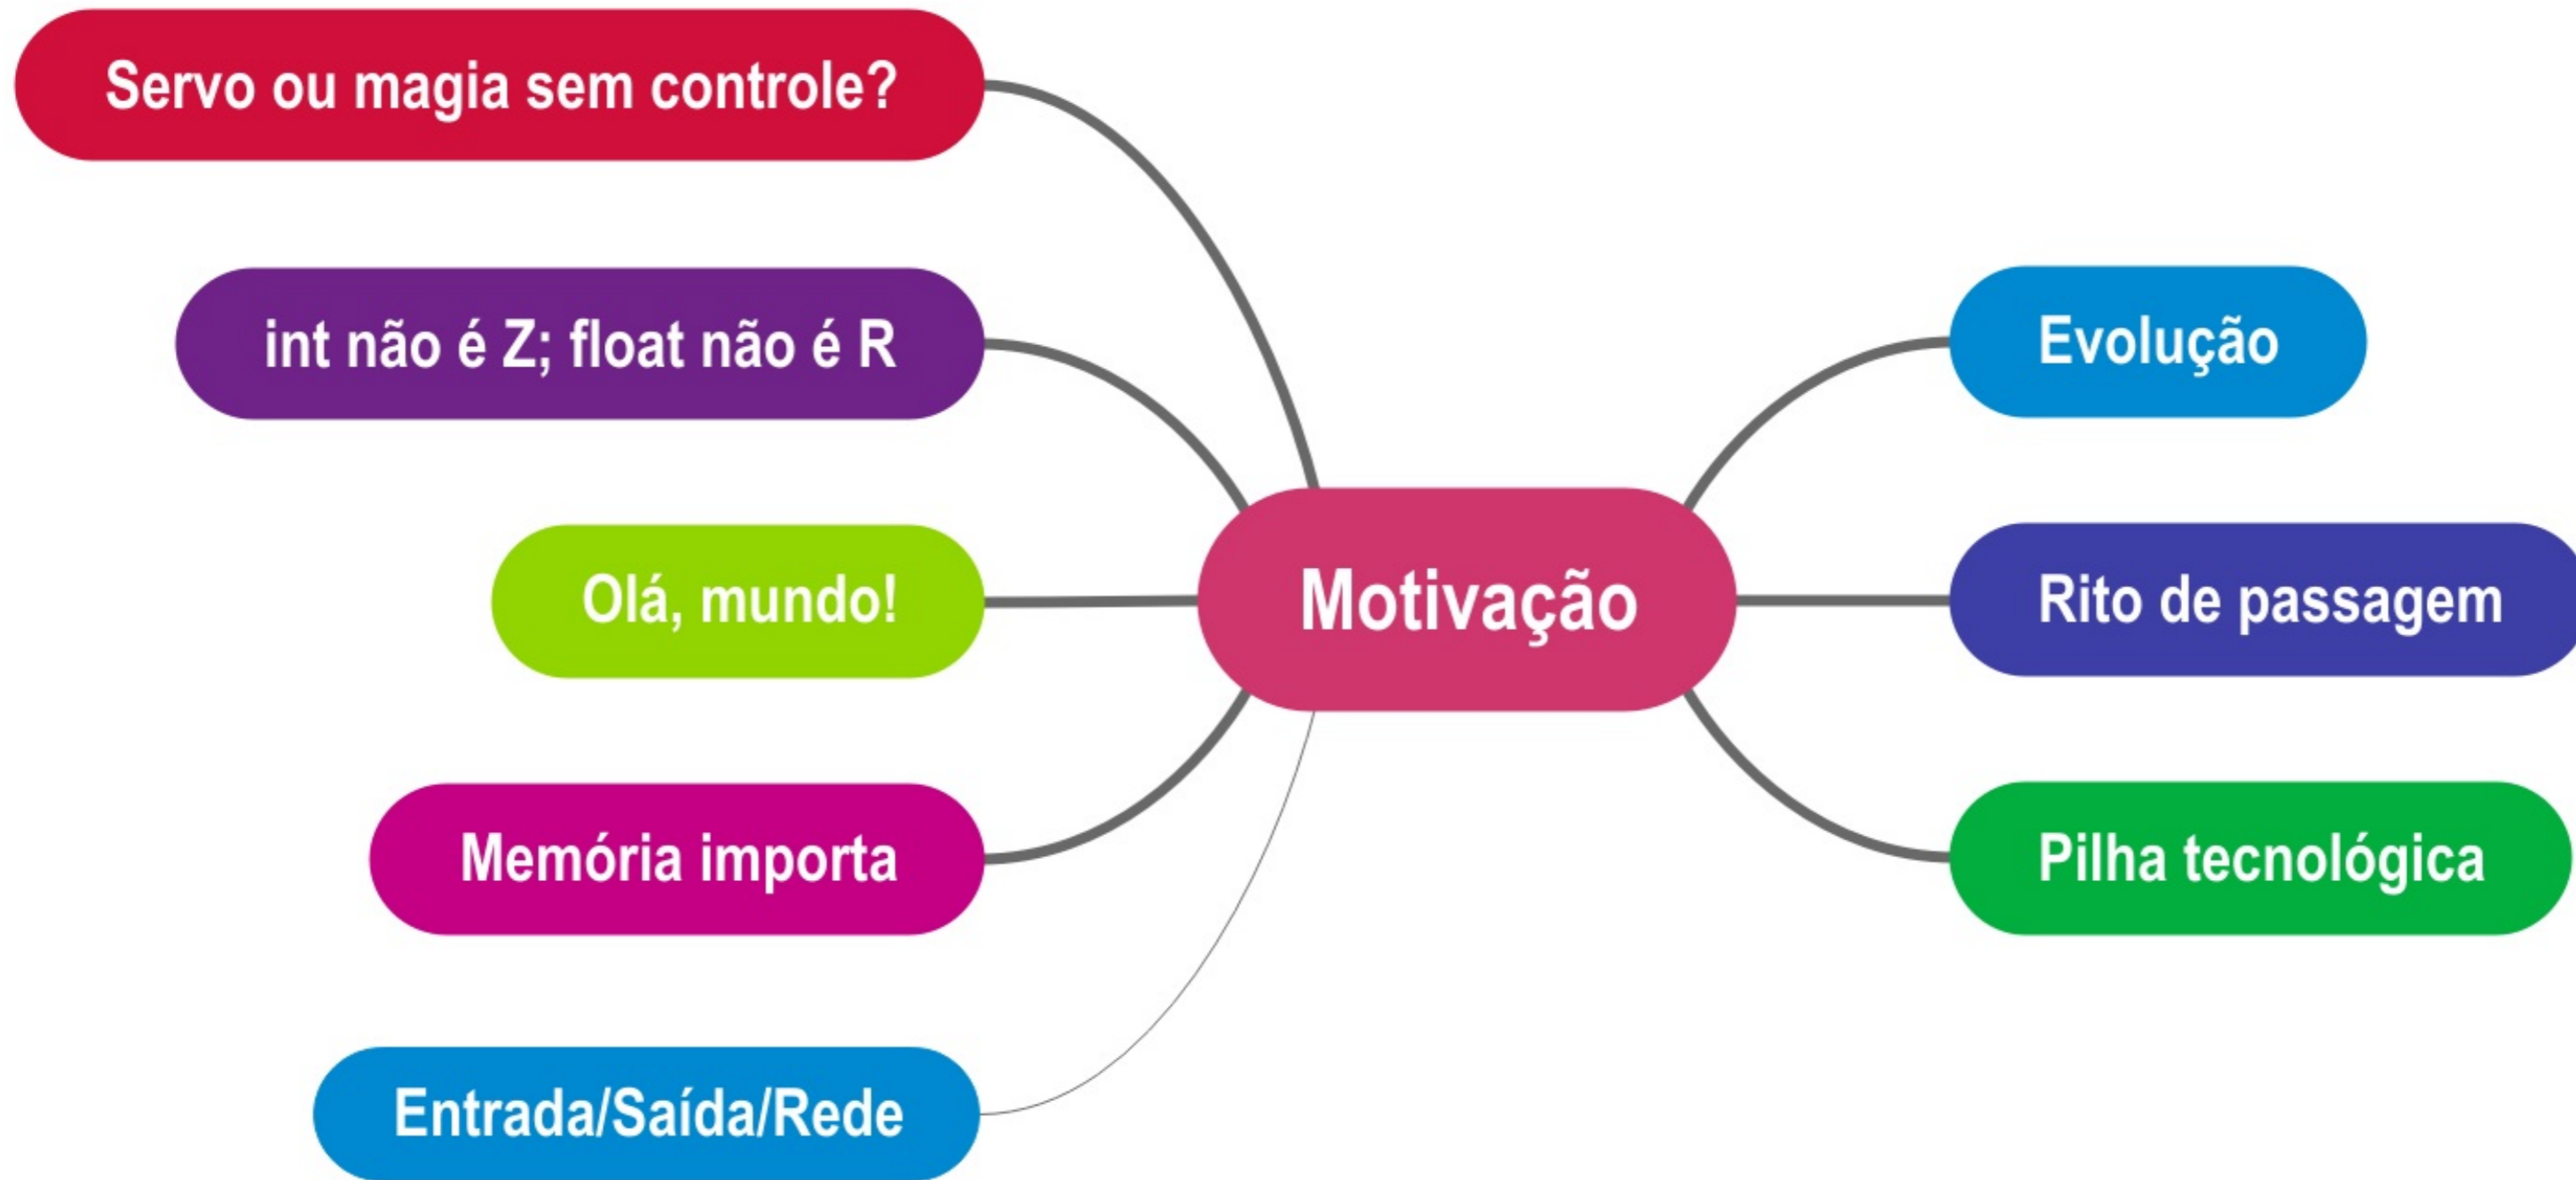 Servo ou magia sem controle?
int não é Z; float não é R
Olá, mundo!
Memória importa
Entrada/Saída/Rede
Motivação
Evolução
Rito de passagem
Pilha tecnológica